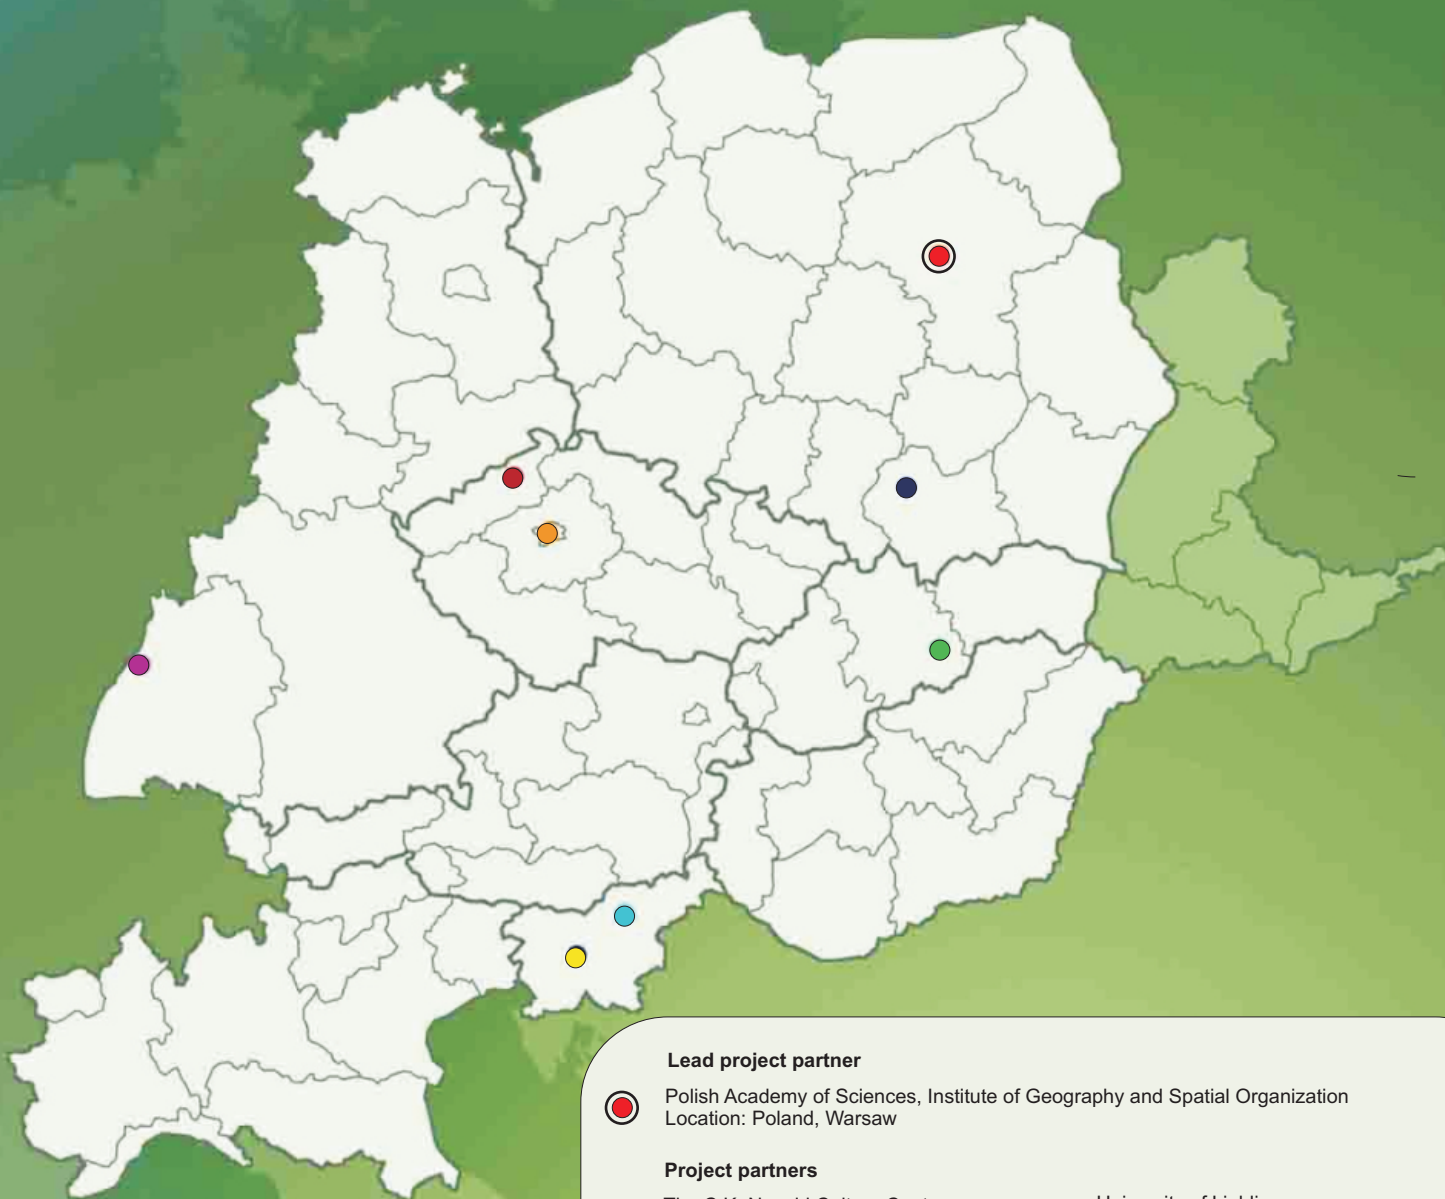 Lead project partner
Polish Academy of Sciences, Institute of Geography and Spatial Organization
Location: Poland, Warsaw
Project partners